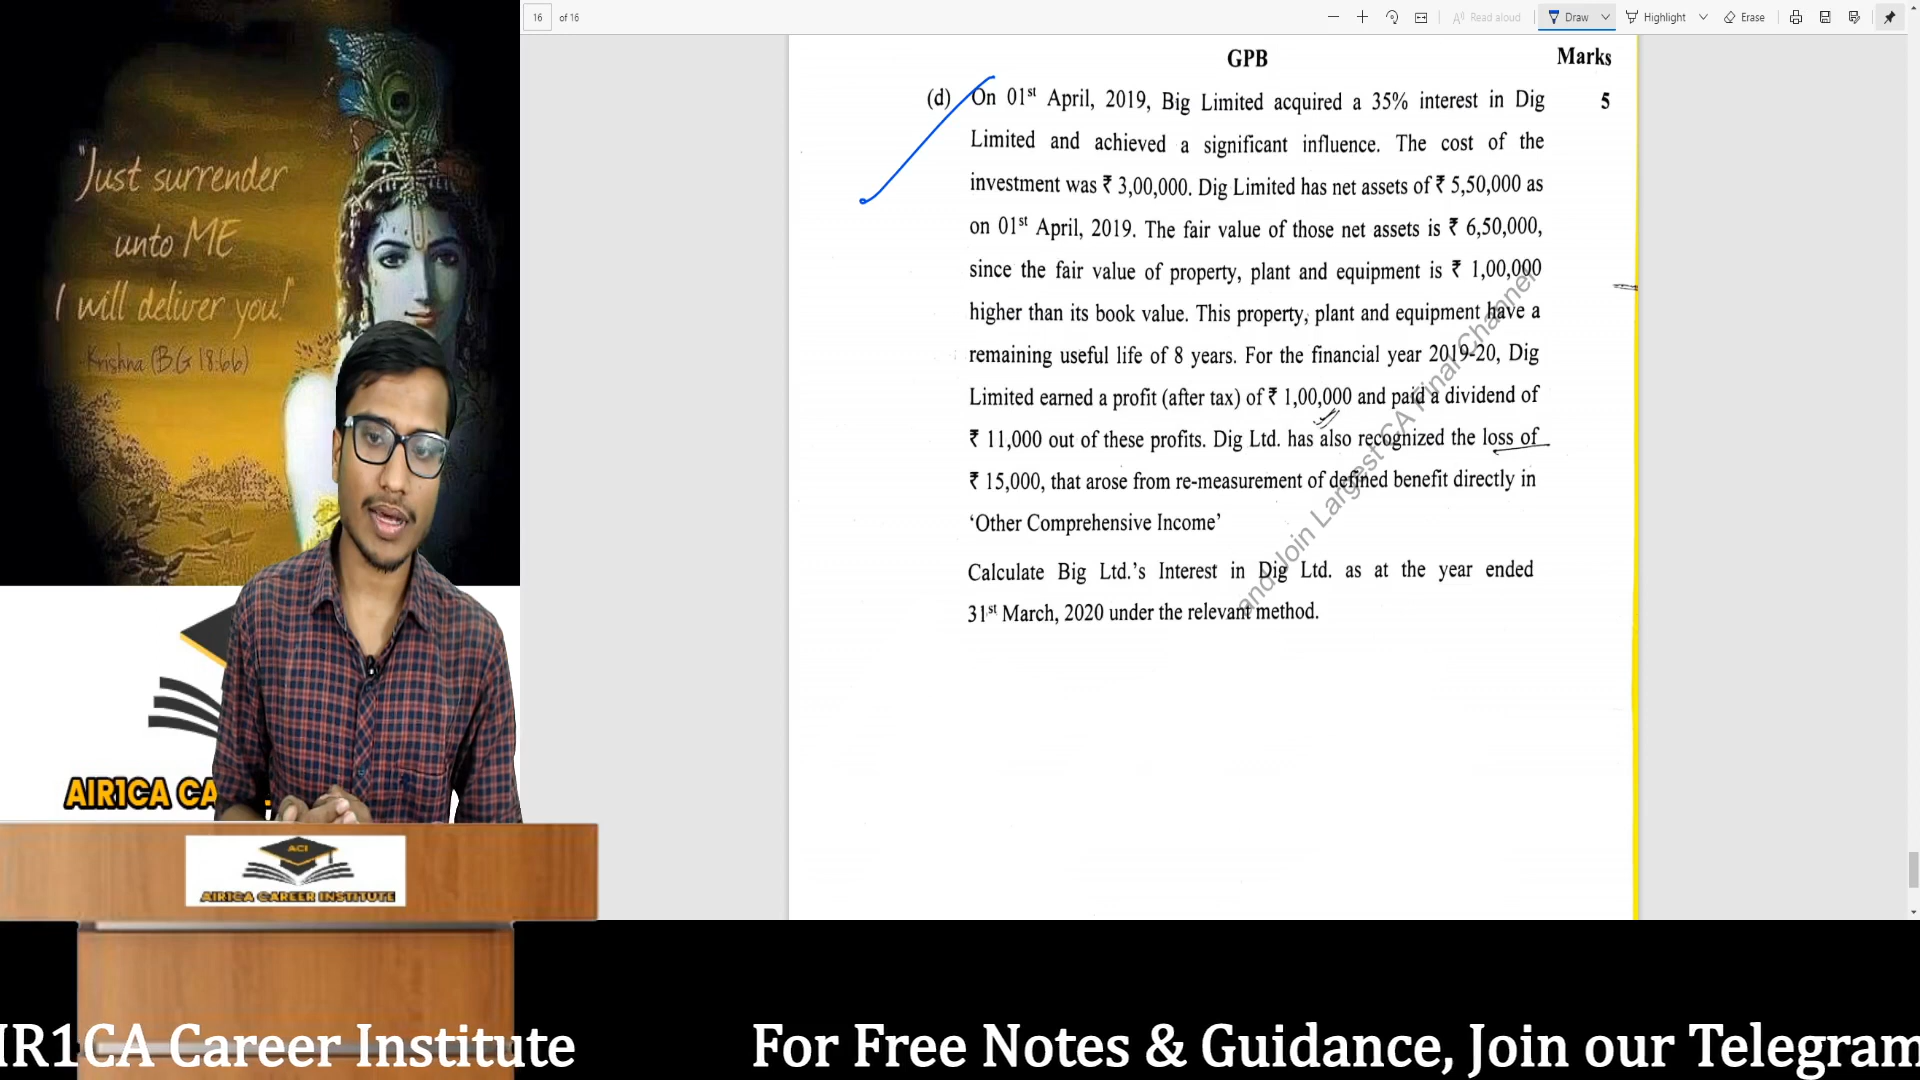 16 of 16
Read aloud
Draw
Highlight
Erase
"Just surrender
unto ME
I will deliver you!"
Krishna (B.G 18:66)
GPB
Marks
(d) On 01st April, 2019, Big Limited acquired a 35% interest in Dig 5
Limited and achieved a significant influence. The cost of the
investment was ₹ 3,00,000. Dig Limited has net assets of ₹ 5,50,000 as
on 01st April, 2019. The fair value of those net assets is ₹ 6,50,000,
since the fair value of property, plant and equipment is ₹ 1,00,000
higher than its book value. This property, plant and equipment have a
remaining useful life of 8 years. For the financial year 2019-20, Dig
Limited earned a profit (after tax) of ₹ 1,00,000 and paid a dividend of
₹ 11,000 out of these profits. Dig Ltd. has also recognized the loss of
₹ 15,000, that arose from re-measurement of defined benefit directly in
‘Other Comprehensive Income’
Calculate Big Ltd.’s Interest in Dig Ltd. as at the year ended
31st March, 2020 under the relevant method.
and Join Largest CA Final Channel
AIR1CA CA
ACI
AIR1CA CAREER INSTITUTE
IR1CA Career Institute For Free Notes & Guidance, Join our Telegram